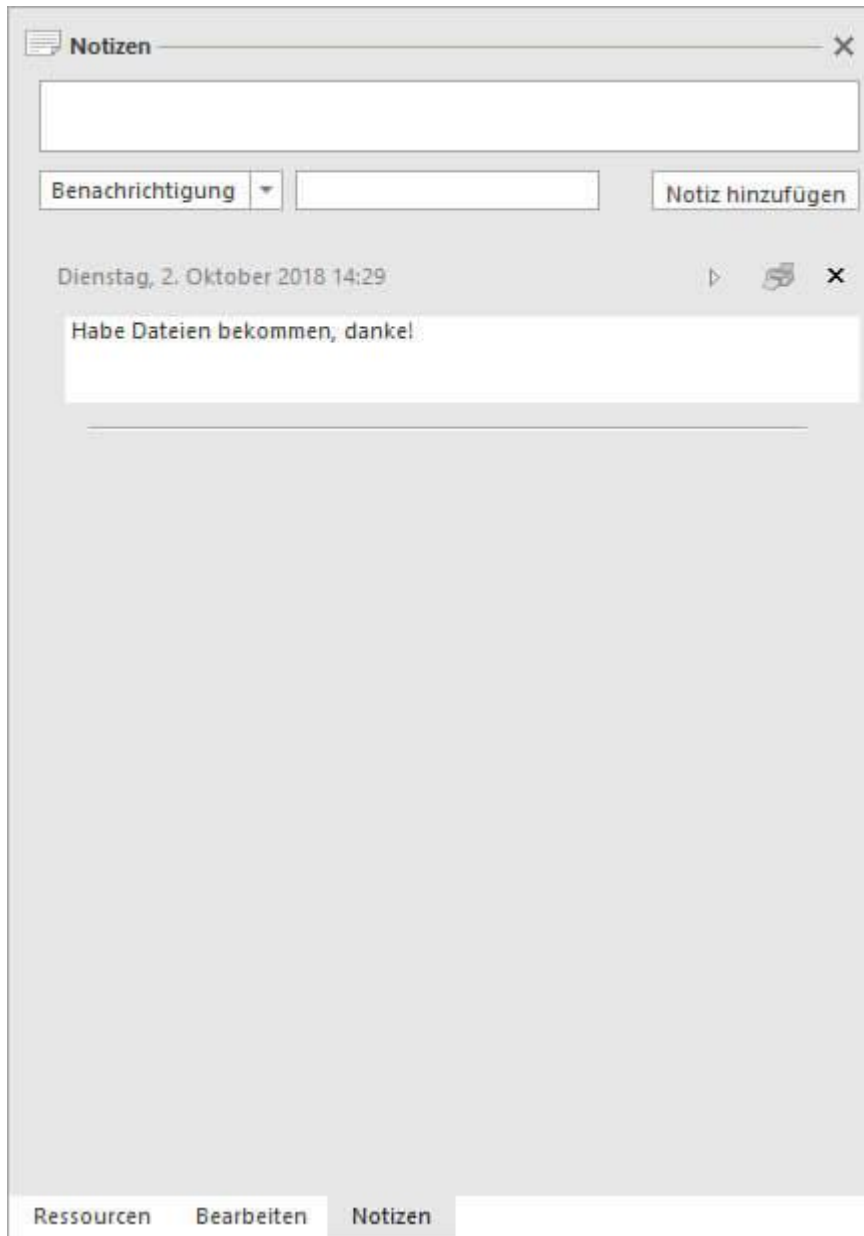 Notizen
Benachrichtigung
Notiz hinzufügen
Dienstag, 2. Oktober 2018 14:29
Habe Dateien bekommen, danke!
Ressourcen Bearbeiten Notizen